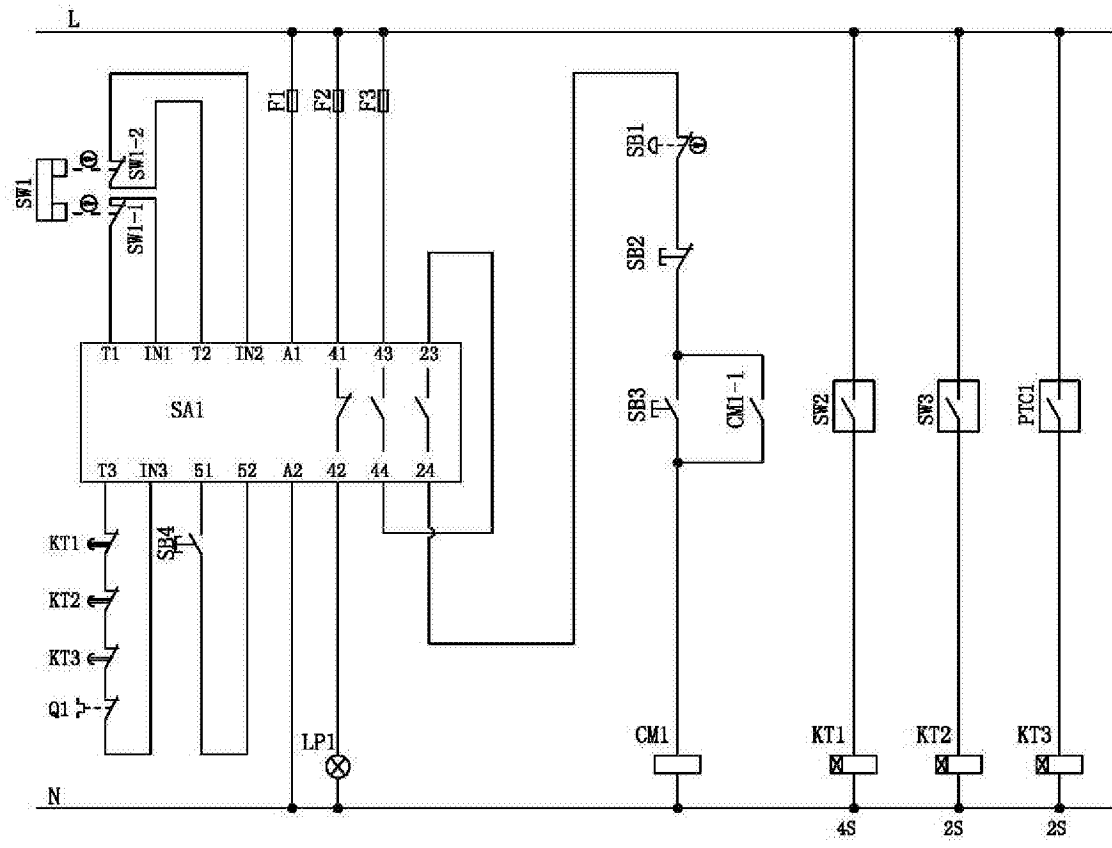 L
F1
F2
F3
SW1
SW1-2
SW1-1
SB1
SB2
T1 IN1 T2 IN2 A1 41 43 23
SA1
SB3
CM1-1
SW2
SW3
PTC1
T3 IN3 51 52 A2 42 44 24
KT1
SB4
KT2
KT3
Q1
LP1
CM1
KT1
KT2
KT3
N
4S
2S
2S